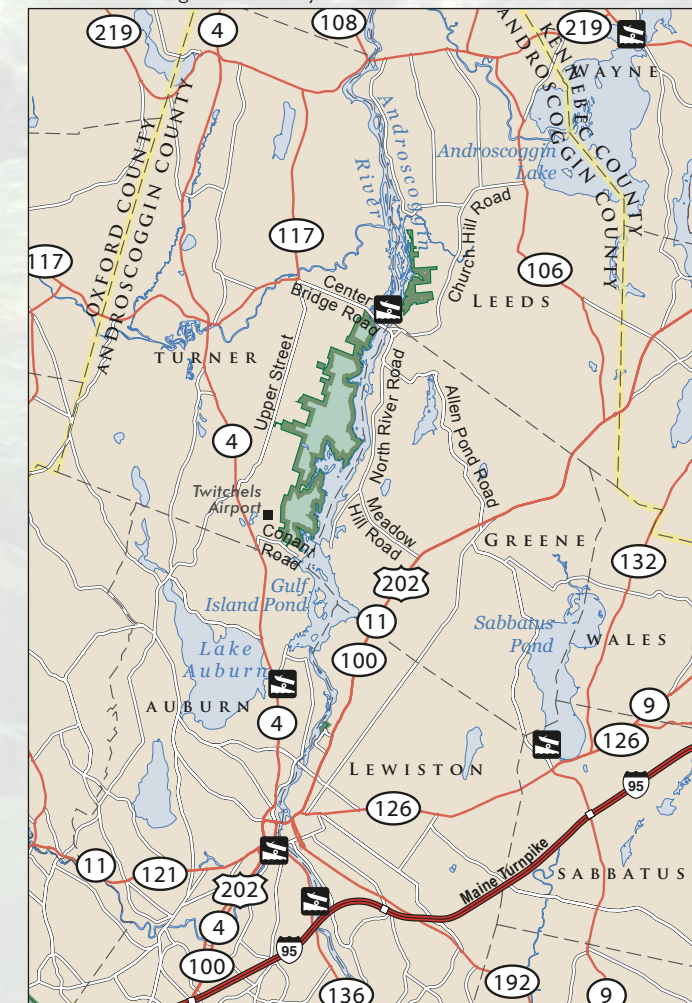 219
4
108
219
WAYNE
KENNEBEC COUNTY
ANDROSCOGGIN COUNTY
Androscoggin
River
Androscoggin
Lake
OXFORD COUNTY
ANDROSCOGGIN COUNTY
Church Hill Road
117
117
106
Center
Bridge Road
LEEDS
TURNER
Upper Street
North River Road
Allen Pond Road
4
Twitchels
Airport
Meadow
Hill Road
Conant
Road
GREENE
132
202
Gulf
Island Pond
11
Sabbatus
Pond
WALES
Lake
Auburn
100
AUBURN
4
9
126
LEWISTON
95
126
Maine Turnpike
11
121
SABBATUS
202
4
95
100
136
192
9